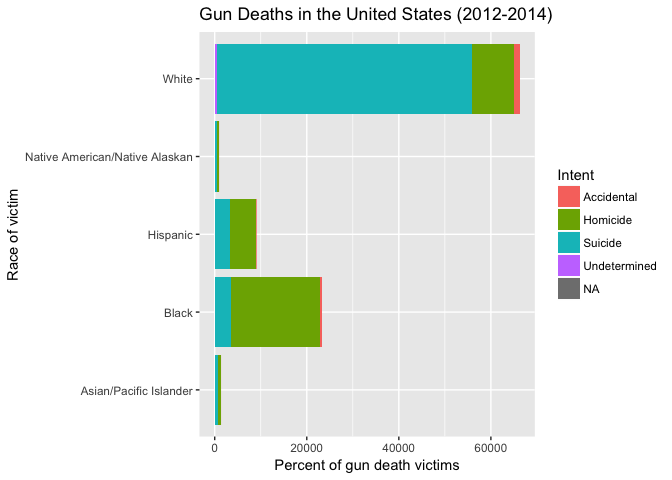 Gun Deaths in the United States (2012-2014)
White
Native American/Native Alaskan
Hispanic
Black
Asian/Pacific Islander
Race of victim
0 20000 40000 60000
Percent of gun death victims
Intent
Accidental
Homicide
Suicide
Undetermined
NA